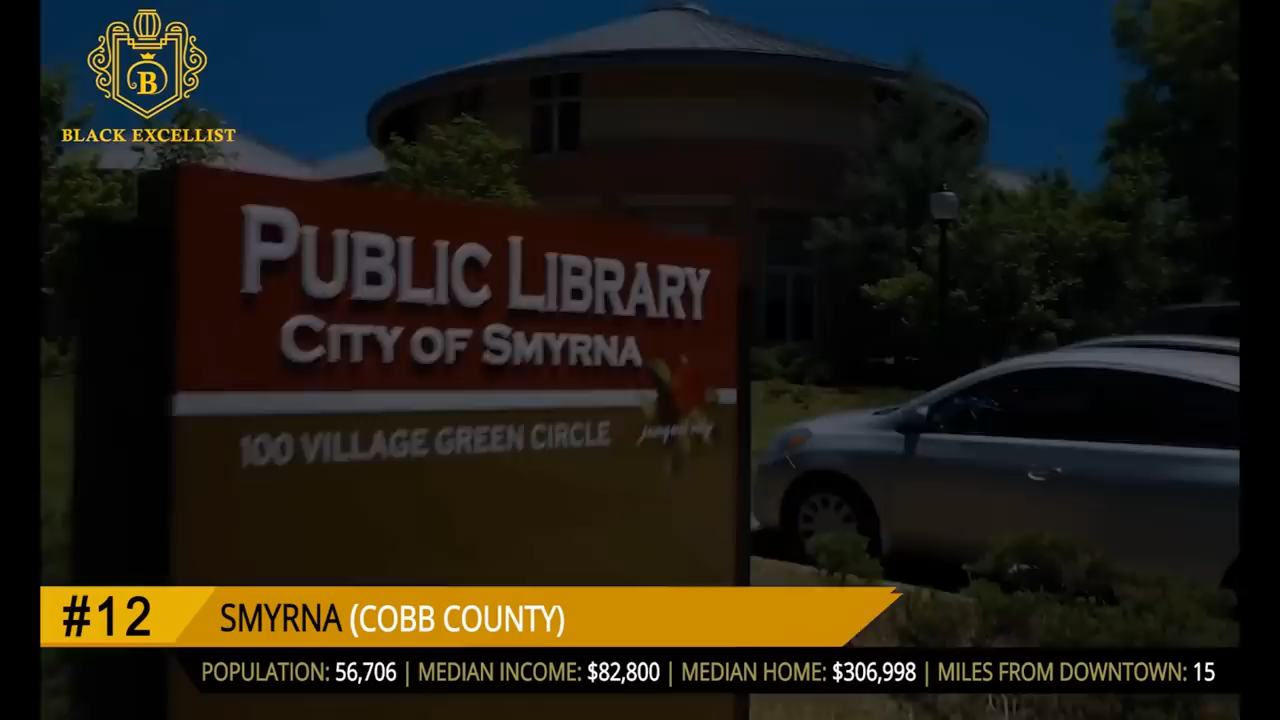 B
BLACK EXCELLIST
PUBLIC LIBRARY
CITY OF SMYRNA
100 VILLAGE GREEN CIRCLE
#12 SMYRNA (COBB COUNTY)
POPULATION: 56,706 | MEDIAN INCOME: $82,800 | MEDIAN HOME: $306,998 | MILES FROM DOWNTOWN: 15